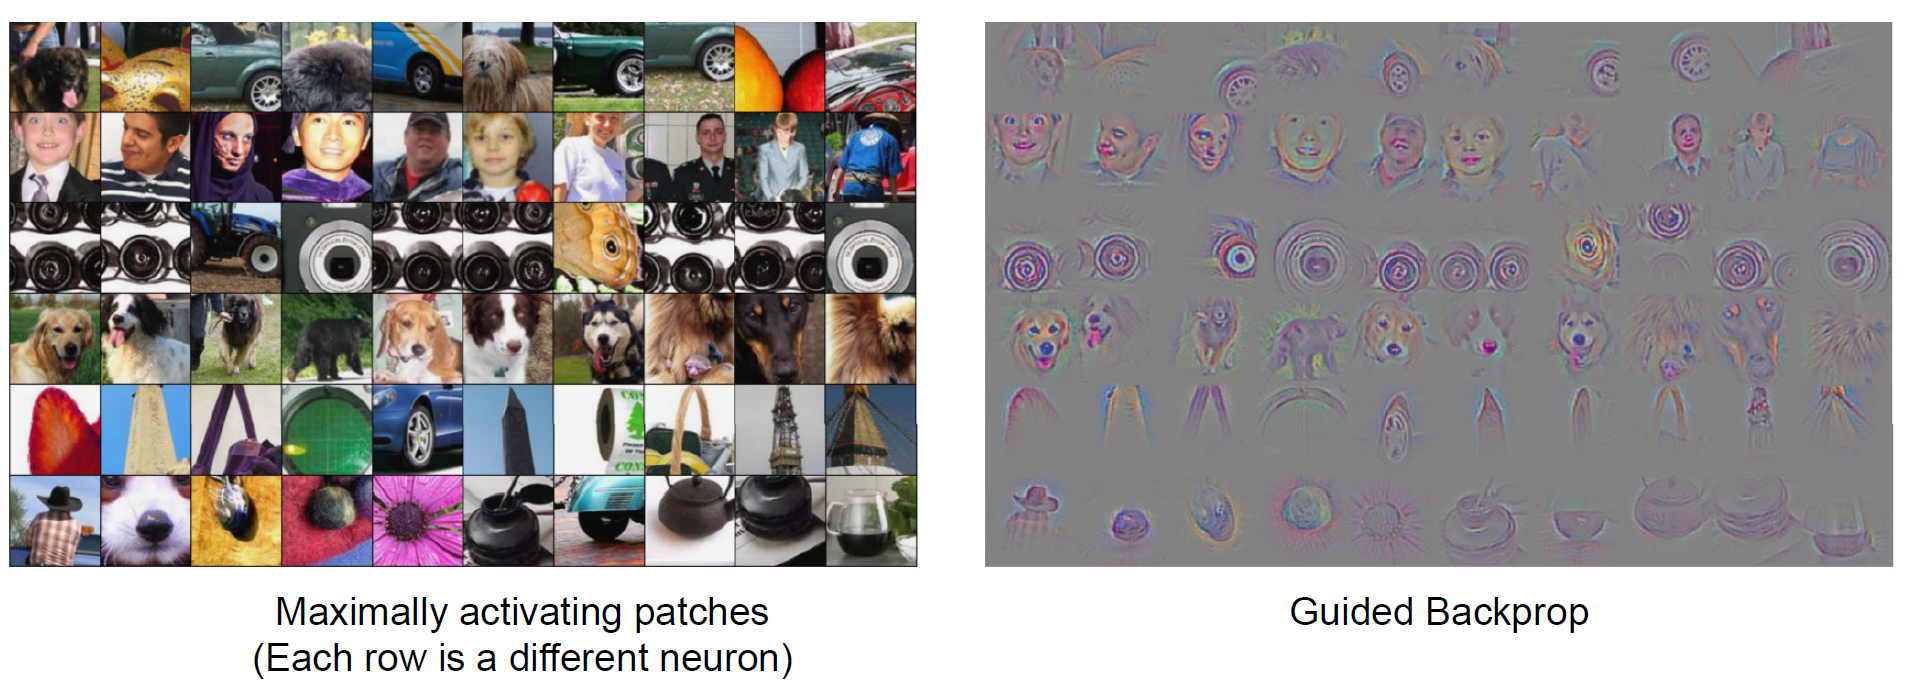 Maximally activating patches
(Each row is a different neuron)
Guided Backprop